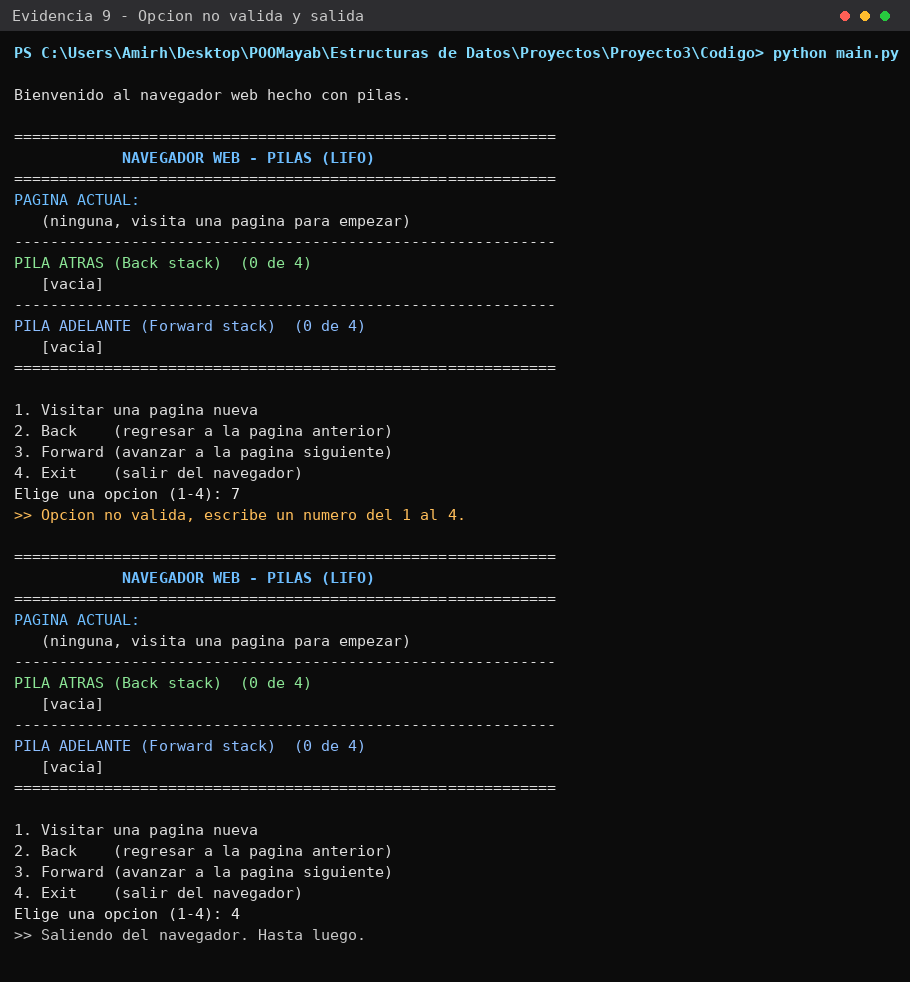 Evidencia 9 - Opcion no valida y salida
PS C:\Users\Amirh\Desktop\POOMayab\Estructuras de Datos\Proyectos\Proyecto3\Codigo> python main.py
Bienvenido al navegador web hecho con pilas.
============================================================
NAVEGADOR WEB - PILAS (LIFO)
============================================================
PAGINA ACTUAL:
(ninguna, visita una pagina para empezar)
------------------------------------------------------------
PILA ATRAS (Back stack)  (0 de 4)
[vacia]
------------------------------------------------------------
PILA ADELANTE (Forward stack)  (0 de 4)
[vacia]
============================================================
1. Visitar una pagina nueva
2. Back    (regresar a la pagina anterior)
3. Forward (avanzar a la pagina siguiente)
4. Exit    (salir del navegador)
Elige una opcion (1-4): 7
>> Opcion no valida, escribe un numero del 1 al 4.
============================================================
NAVEGADOR WEB - PILAS (LIFO)
============================================================
PAGINA ACTUAL:
(ninguna, visita una pagina para empezar)
------------------------------------------------------------
PILA ATRAS (Back stack)  (0 de 4)
[vacia]
------------------------------------------------------------
PILA ADELANTE (Forward stack)  (0 de 4)
[vacia]
============================================================
1. Visitar una pagina nueva
2. Back    (regresar a la pagina anterior)
3. Forward (avanzar a la pagina siguiente)
4. Exit    (salir del navegador)
Elige una opcion (1-4): 4
>> Saliendo del navegador. Hasta luego.